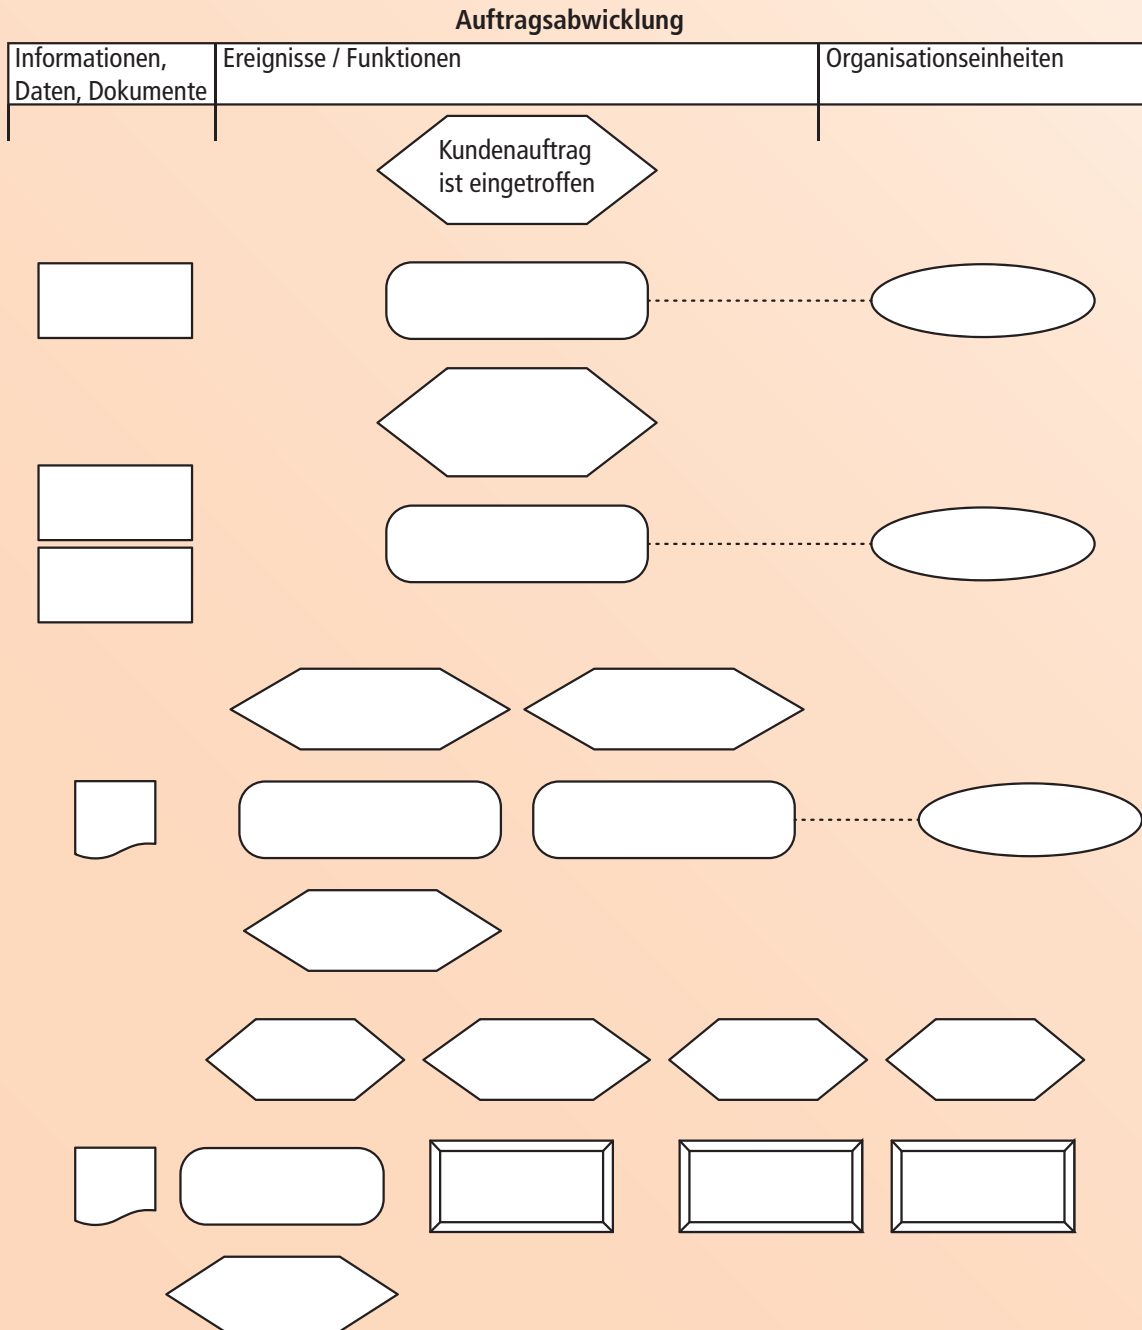 Auftragsabwicklung
Informationen,
Daten, Dokumente
Ereignisse / Funktionen
Organisationseinheiten
Kundenauftrag
ist eingetroffen